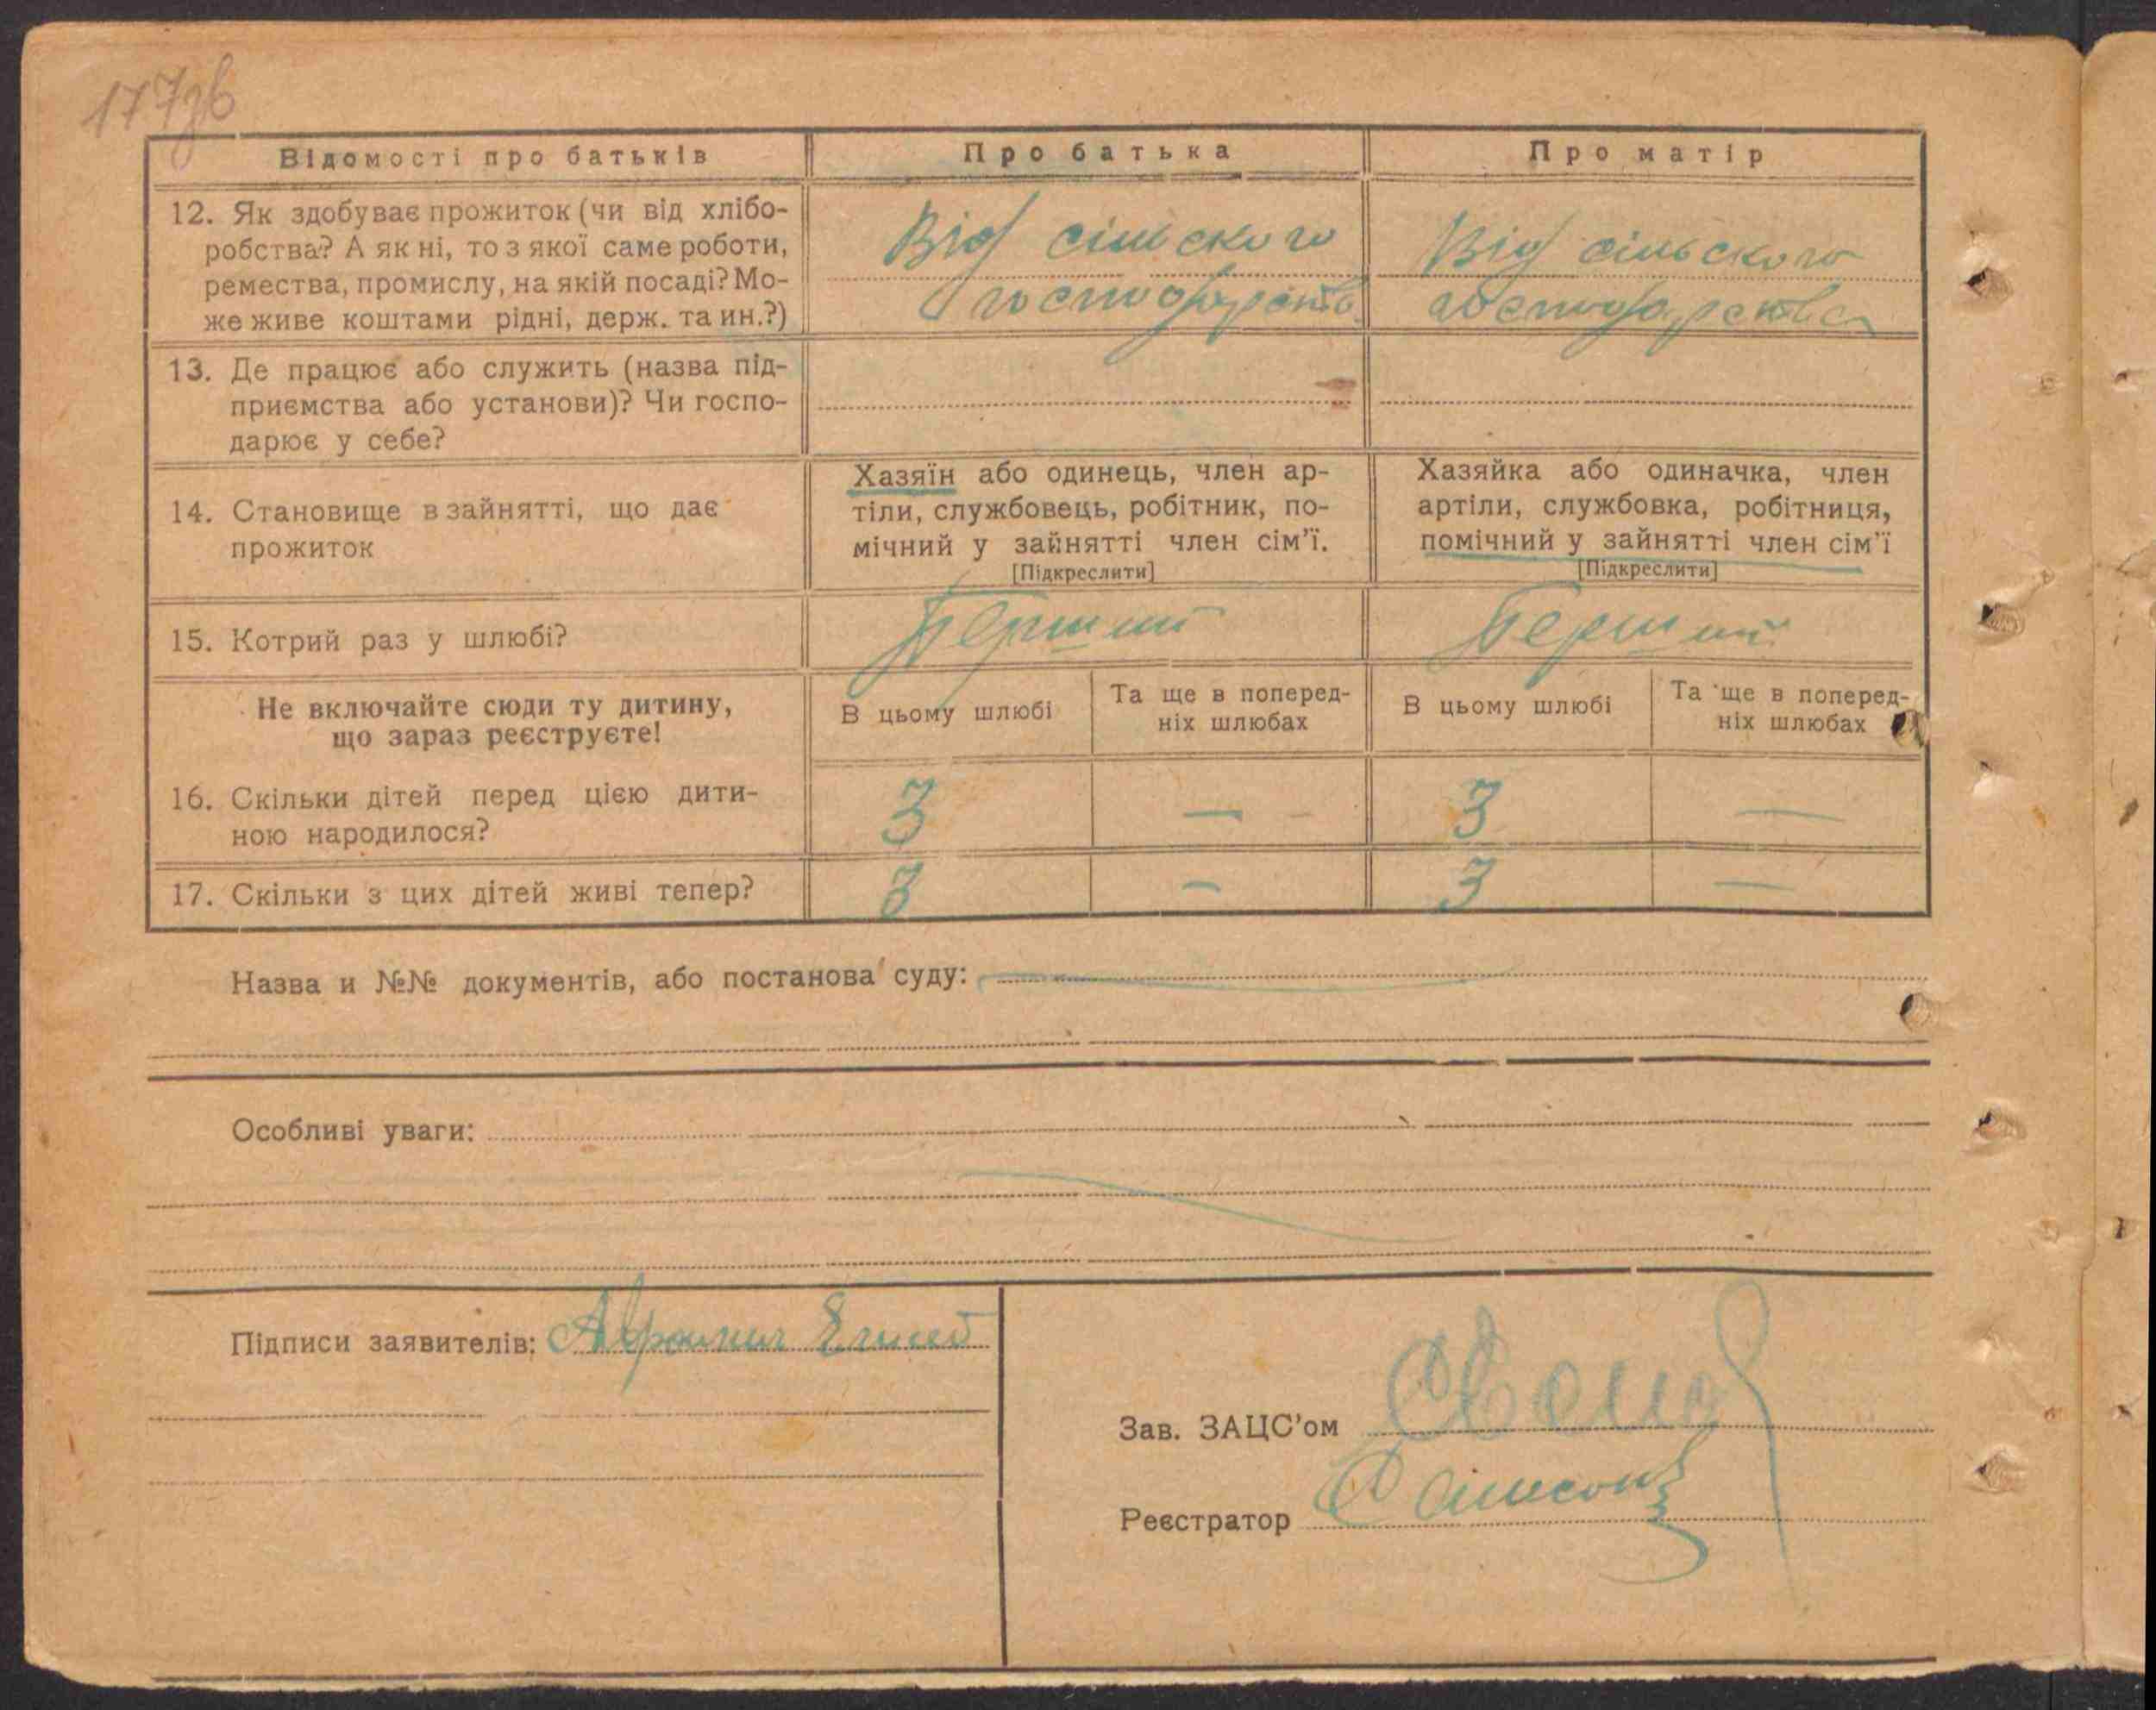 177зв
Відомості про батьків
Про батька
Про матір
12. Як здобуває прожиток (чи від хлібо-
робства? А як ні, то з якої саме роботи,
ремества, промислу, на якій посаді? Мо-
же живе коштами рідні, держ. та ин.?)
Від сільского
господарства
Від сільского
господарства
13. Де працює або служить (назва під-
приємства або установи)? Чи госпо-
дарює у себе?
14. Становище в зайнятті, що дає
прожиток
Хазяїн або одинець, член ар-
тіли, службовець, робітник, по-
мічний у зайнятті член сім’ї.
[Підкреслити]
Хазяйка або одиначка, член
артіли, службовка, робітниця,
помічний у зайнятті член сім’ї
[Підкреслити]
15. Котрий раз у шлюбі?
Перший
Перший
Не включайте сюди ту дитину,
що зараз реєструєте!
В цьому шлюбі
Та ще в поперед-
ніх шлюбах
В цьому шлюбі
Та ще в поперед-
ніх шлюбах
16. Скільки дітей перед цією дити-
ною народилося?
3 — 3 —
17. Скільки з цих дітей живі тепер?
3 — 3 —
Назва и №№ документів, або постанова суду:
Особливі уваги:
Підписи заявителів:
Зав. ЗАЦС’ом
Реєстратор